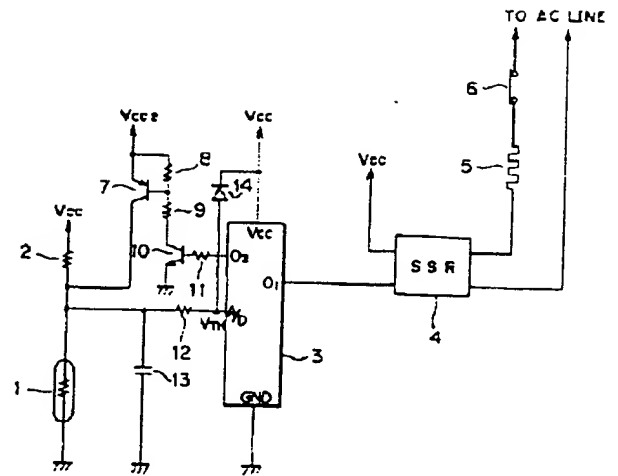 TO AC LINE
6
Vcc2
Vcc
8
7
5
Vcc
14
9
Vcc
2
Vcc
10
O2
SSR
11
O1
VTH
A/D
12
4
3
13
1
GND